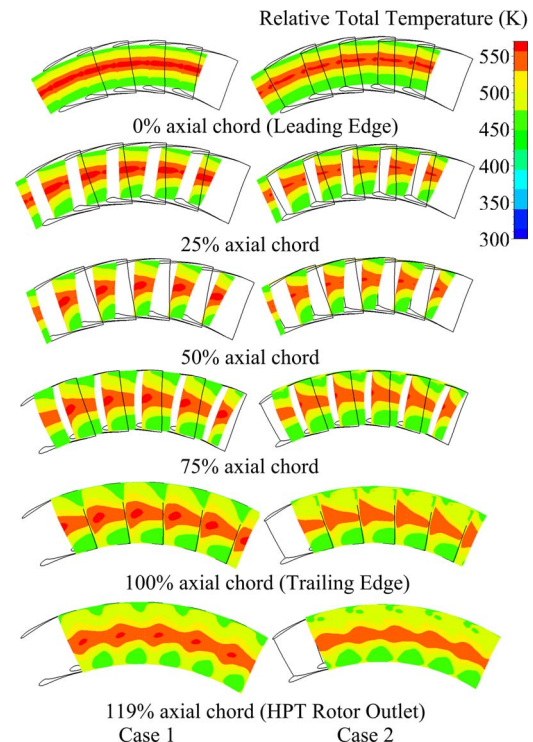 Relative Total Temperature (K)
550
500
450
400
350
300
0% axial chord (Leading Edge)
25% axial chord
50% axial chord
75% axial chord
100% axial chord (Trailing Edge)
119% axial chord (HPT Rotor Outlet)
Case 1
Case 2